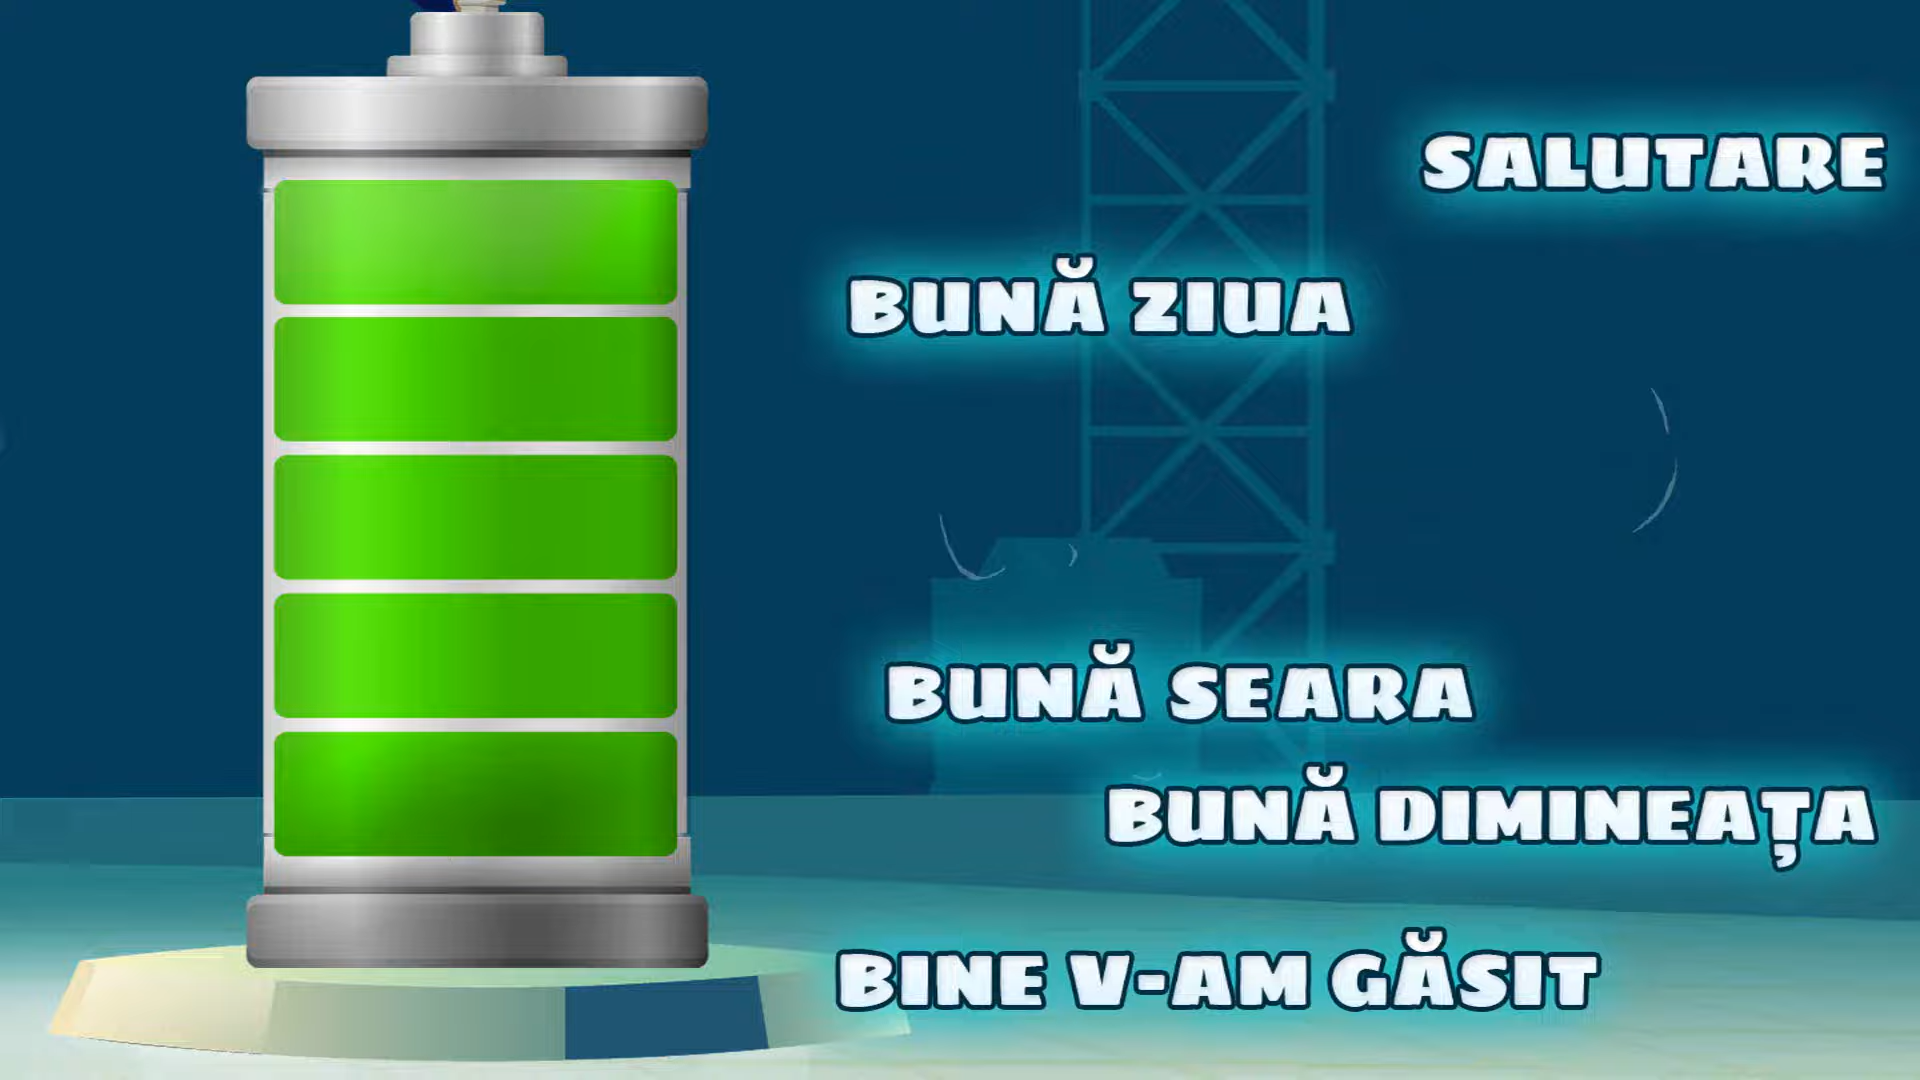 SALUTARE
BUNĂ ZIUA
BUNĂ SEARA
BUNĂ DIMINEAȚA
BINE V-AM GĂSIT